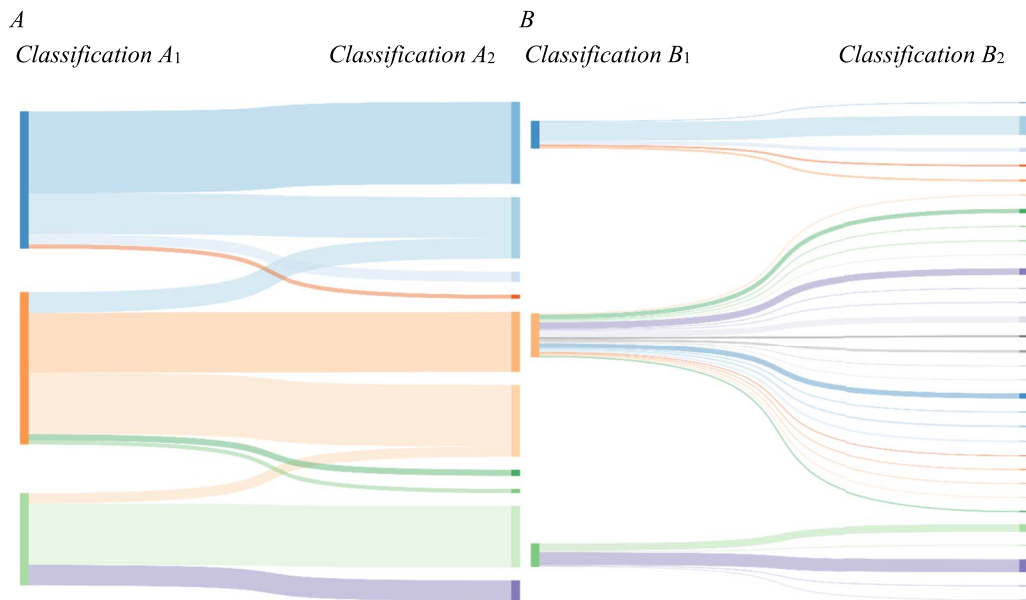 A
B
Classification A1
Classification A2
Classification B1
Classification B2